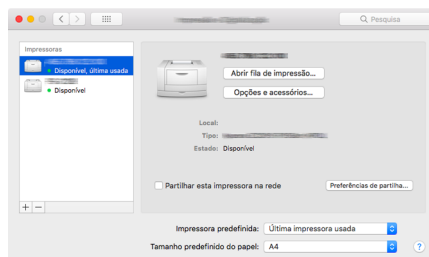 Pesquisa
Impressoras
Disponível, última usada
Disponível
Abrir fila de impressão...
Opções e acessórios...
Local:
Tipo:
Estado: Disponível
Partilhar esta impressora na rede
Preferências de partilha...
Impressora predefinida: Última impressora usada
Tamanho predefinido do papel: A4
?